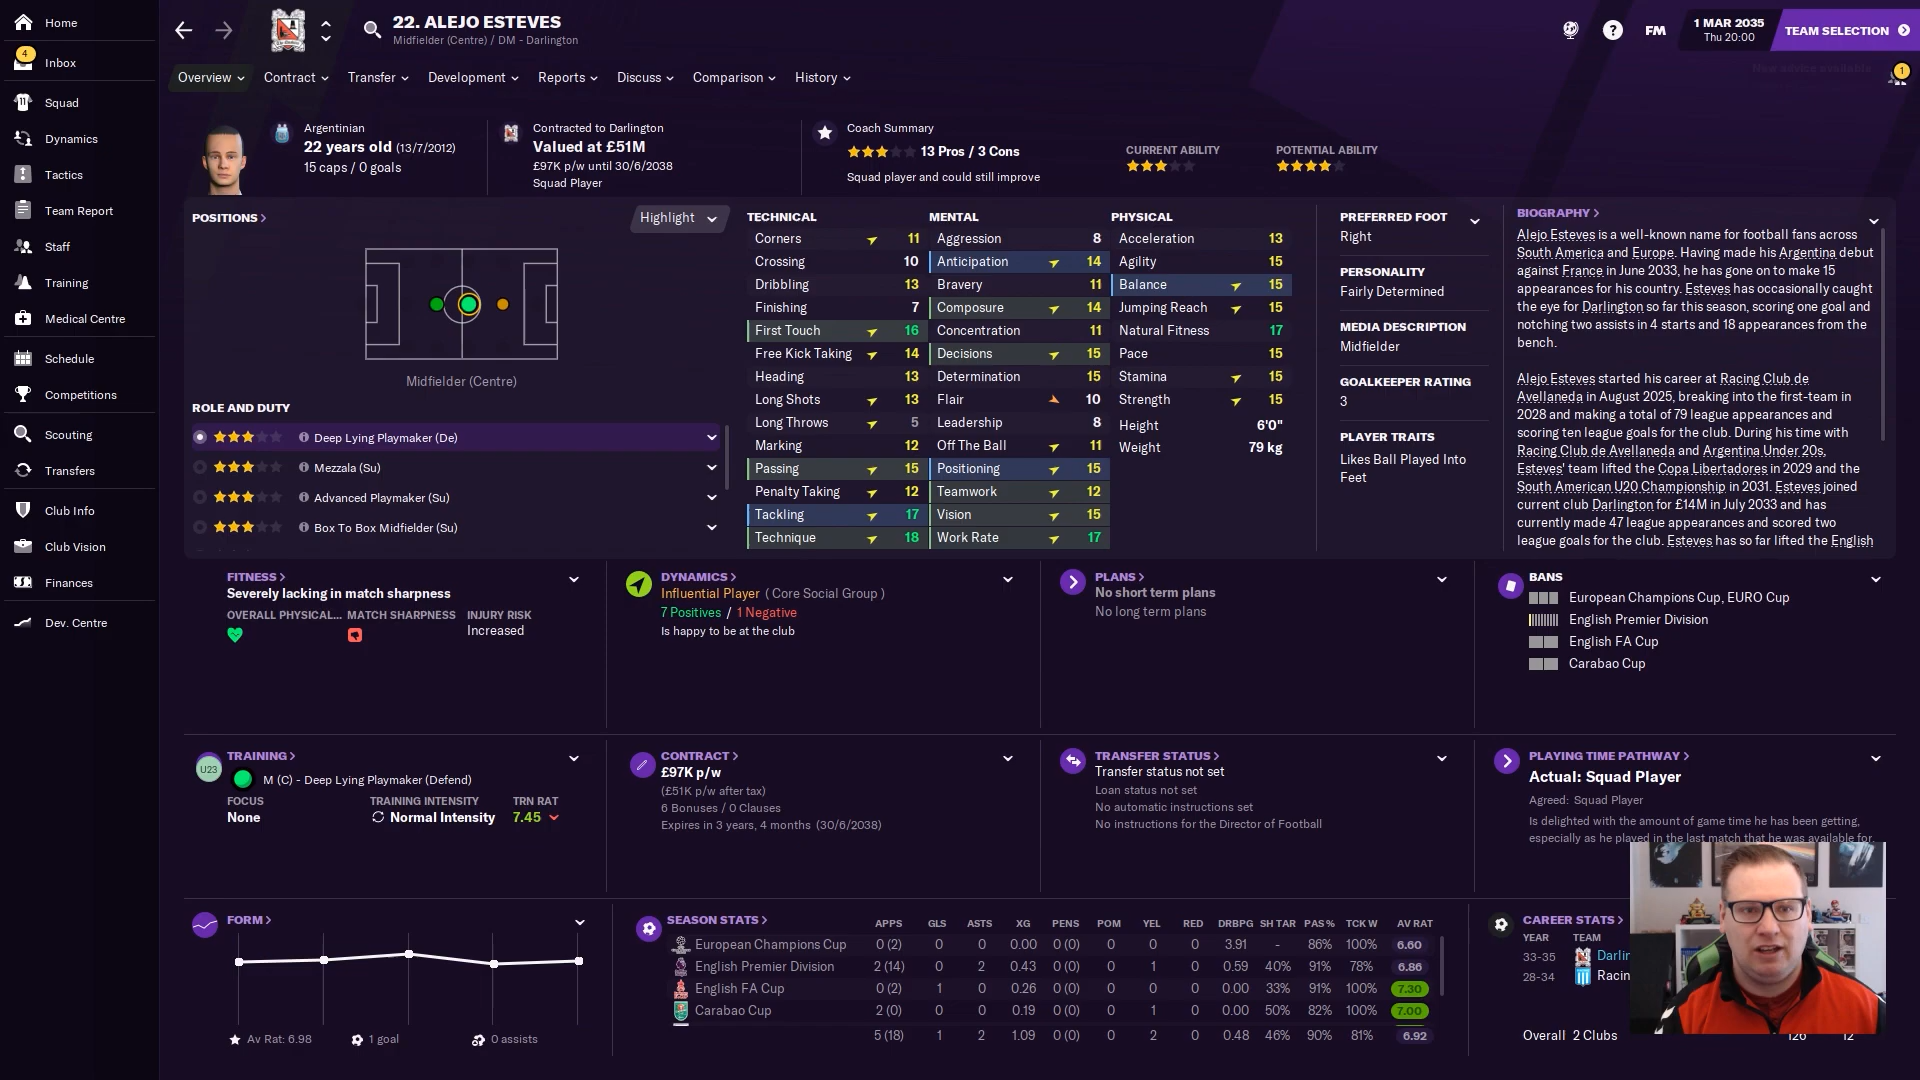 Home
4
Inbox
Squad
Dynamics
Tactics
Team Report
Staff
Training
Medical Centre
Schedule
Competitions
Scouting
Transfers
Club Info
Club Vision
Finances
Dev. Centre
22. ALEJO ESTEVES
Midfielder (Centre) / DM - Darlington
FM
1 MAR 2035
Thu 20:00
TEAM SELECTION
1
Overview
Contract
Transfer
Development
Reports
Discuss
Comparison
History
Argentinian
22 years old (13/7/2012)
15 caps / 0 goals
Contracted to Darlington
Valued at £51M
£97K p/w until 30/6/2038
Squad Player
Coach Summary
13 Pros / 3 Cons
Squad player and could still improve
CURRENT ABILITY
POTENTIAL ABILITY
POSITIONS
Highlight
Midfielder (Centre)
ROLE AND DUTY
Deep Lying Playmaker (De)
Mezzala (Su)
Advanced Playmaker (Su)
Box To Box Midfielder (Su)
TECHNICAL
Corners 11
Crossing 10
Dribbling 13
Finishing 7
First Touch 16
Free Kick Taking 14
Heading 13
Long Shots 13
Long Throws 5
Marking 12
Passing 15
Penalty Taking 12
Tackling 17
Technique 18
MENTAL
Aggression 8
Anticipation 14
Bravery 11
Composure 14
Concentration 11
Decisions 15
Determination 15
Flair 10
Leadership 8
Off The Ball 11
Positioning 15
Teamwork 12
Vision 15
Work Rate 17
PHYSICAL
Acceleration 13
Agility 15
Balance 15
Jumping Reach 15
Natural Fitness 17
Pace 15
Stamina 15
Strength 15
Height 6'0"
Weight 79 kg
PREFERRED FOOT
Right
PERSONALITY
Fairly Determined
MEDIA DESCRIPTION
Midfielder
GOALKEEPER RATING
3
PLAYER TRAITS
Likes Ball Played Into
Feet
BIOGRAPHY
Alejo Esteves is a well-known name for football fans across
South America and Europe. Having made his Argentina debut
against France in June 2033, he has gone on to make 15
appearances for his country. Esteves has occasionally caught
the eye for Darlington so far this season, scoring one goal and
notching two assists in 4 starts and 18 appearances from the
bench.
Alejo Esteves started his career at Racing Club de
Avellaneda in August 2025, breaking into the first-team in
2028 and making a total of 79 league appearances and
scoring ten league goals for the club. During his time with
Racing Club de Avellaneda and Argentina Under 20s,
Esteves' team lifted the Copa Libertadores in 2029 and the
South American U20 Championship in 2031. Esteves joined
current club Darlington for £14M in July 2033 and has
currently made 47 league appearances and scored two
league goals for the club. Esteves has so far lifted the English
FITNESS
Severely lacking in match sharpness
OVERALL PHYSICAL... MATCH SHARPNESS INJURY RISK
Increased
DYNAMICS
Influential Player ( Core Social Group )
7 Positives / 1 Negative
Is happy to be at the club
PLANS
No short term plans
No long term plans
BANS
European Champions Cup, EURO Cup
English Premier Division
English FA Cup
Carabao Cup
TRAINING
U23
M (C) - Deep Lying Playmaker (Defend)
FOCUS TRAINING INTENSITY TRN RAT
None Normal Intensity 7.45
CONTRACT
£97K p/w
(£51K p/w after tax)
6 Bonuses / 0 Clauses
Expires in 3 years, 4 months (30/6/2038)
TRANSFER STATUS
Transfer status not set
Loan status not set
No automatic instructions set
No instructions for the Director of Football
PLAYING TIME PATHWAY
Actual: Squad Player
Agreed: Squad Player
Is delighted with the amount of game time he has been getting,
especially as he played in the last match that he was available for.
FORM
Av Rat: 6.98 1 goal 0 assists
SEASON STATS APPS GLS ASTS XG PENS POM YEL RED DRBPG SH TAR PAS% TCK W AV RAT
European Champions Cup 0 (2) 0 0 0.00 0 (0) 0 0 0 3.91 - 86% 100% 6.60
English Premier Division 2 (14) 0 2 0.43 0 (0) 0 1 0 0.59 40% 91% 78% 6.86
English FA Cup 0 (2) 1 0 0.26 0 (0) 0 0 0 0.00 33% 91% 100% 7.30
Carabao Cup 2 (0) 0 0 0.19 0 (0) 0 1 0 0.00 50% 82% 100% 7.00
5 (18) 1 2 1.09 0 (0) 0 2 0 0.48 46% 90% 81% 6.92
CAREER STATS
YEAR TEAM
33-35 Darlin
28-34 Racin
Overall 2 Clubs 126 12